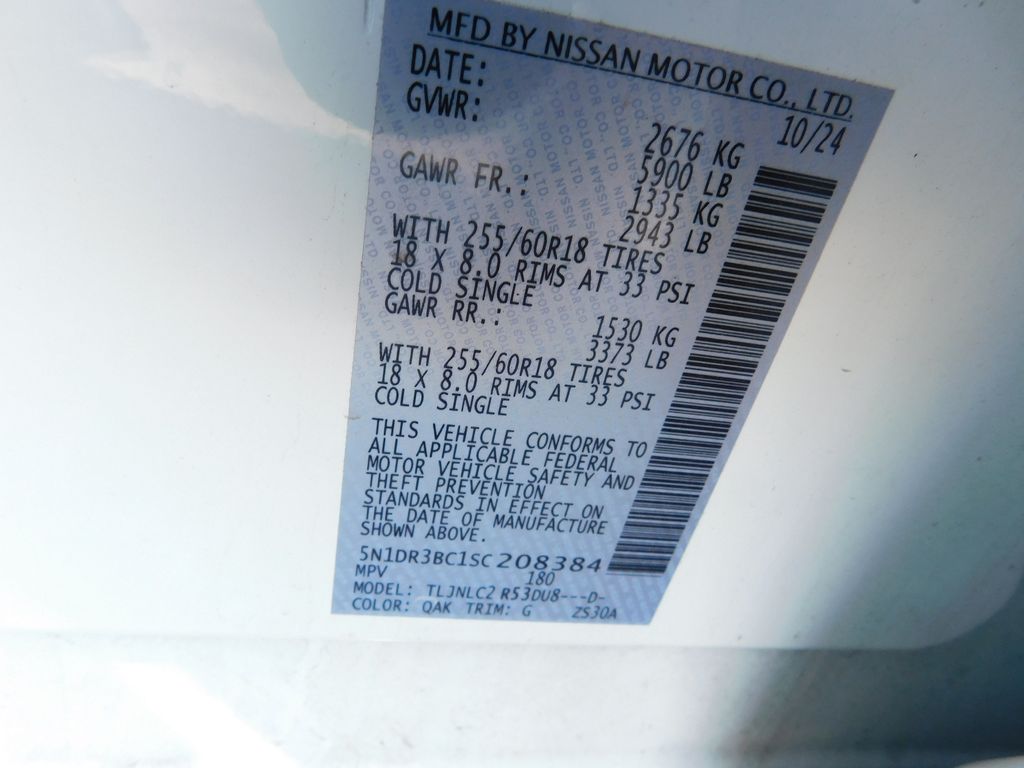 MFD BY NISSAN MOTOR CO., LTD.
DATE: 10/24
GVWR: 2676 KG
5900 LB
GAWR FR.: 1335 KG
2943 LB
WITH 255/60R18 TIRES
18 X 8.0 RIMS AT 33 PSI
COLD SINGLE
GAWR RR.: 1530 KG
3373 LB
WITH 255/60R18 TIRES
18 X 8.0 RIMS AT 33 PSI
COLD SINGLE
THIS VEHICLE CONFORMS TO
ALL APPLICABLE FEDERAL
MOTOR VEHICLE SAFETY AND
THEFT PREVENTION
STANDARDS IN EFFECT ON
THE DATE OF MANUFACTURE
SHOWN ABOVE.
5N1DR3BC1SC208384
MPV 180
MODEL: TLJNLC2 R53DU8---D-
COLOR: QAK TRIM: G ZS30A